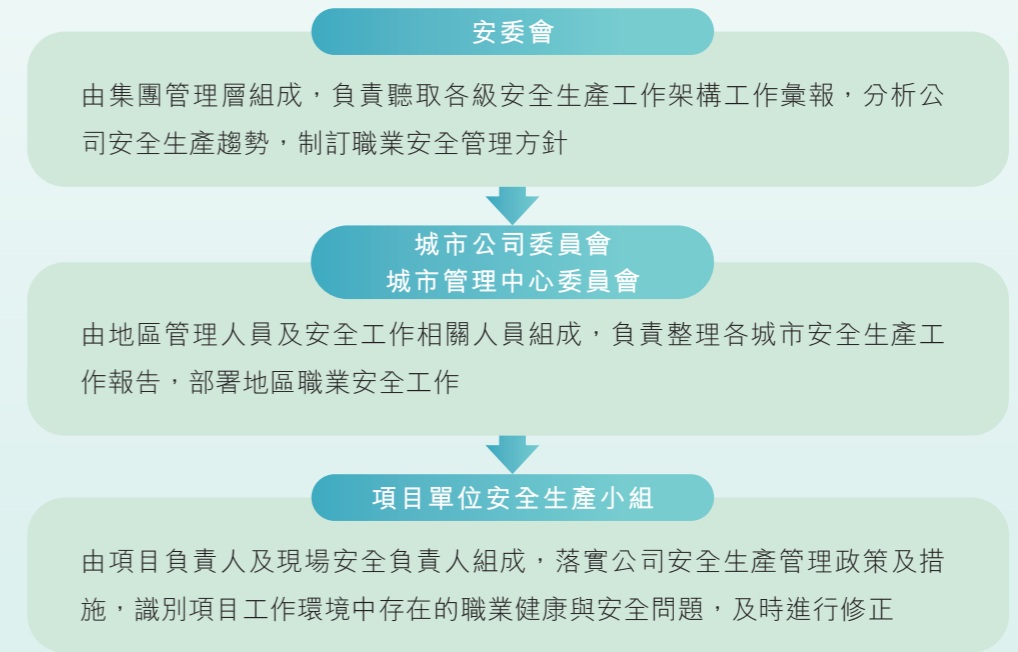 安委會
由集團管理層組成，負責聽取各級安全生產工作架構工作彙報，分析公
司安全生產趨勢，制訂職業安全管理方針
城市公司委員會
城市管理中心委員會
由地區管理人員及安全工作相關人員組成，負責整理各城市安全生產工
作報告，部署地區職業安全工作
項目單位安全生產小組
由項目負責人及現場安全負責人組成，落實公司安全生產管理政策及措
施，識別項目工作環境中存在的職業健康與安全問題，及時進行修正